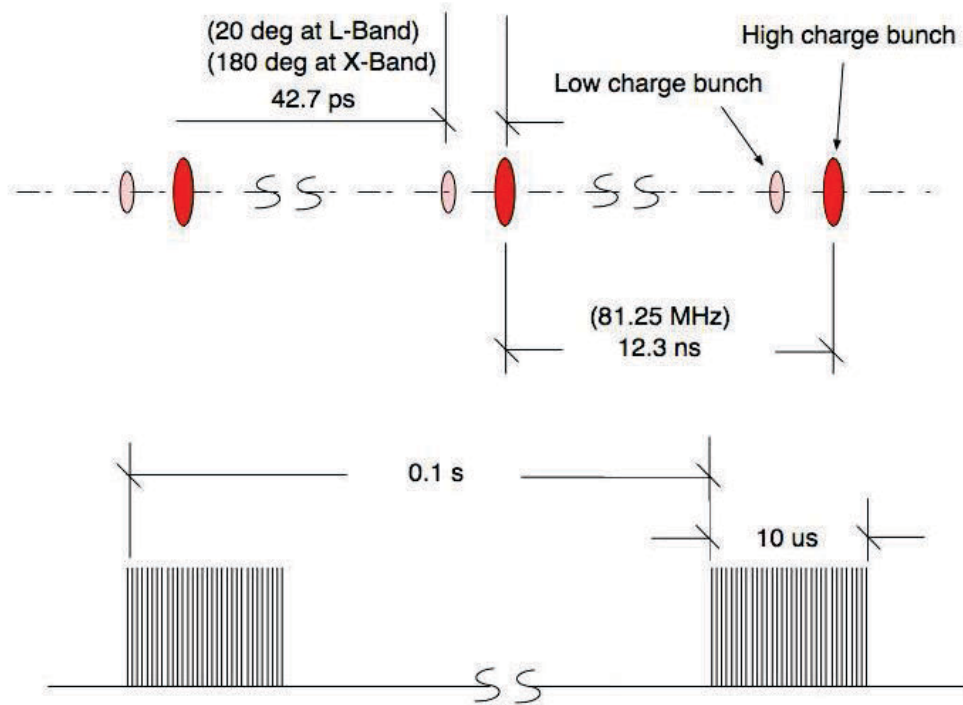 (20 deg at L-Band)
(180 deg at X-Band)
42.7 ps
High charge bunch
Low charge bunch
(81.25 MHz)
12.3 ns
0.1 s
10 us